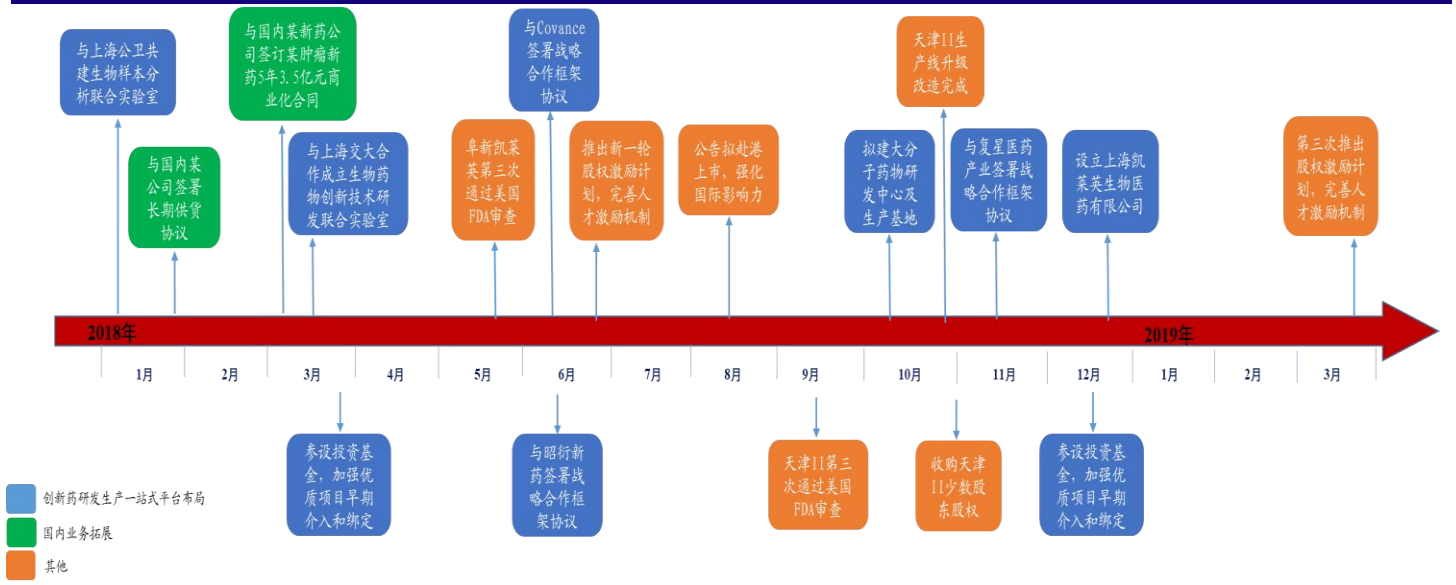 与上海公卫共
建生物样本分
析联合实验室
与国内某
公司签署
长期供货
协议
与国内某新药公
司签订某肿瘤新
药5年3.5亿元商
业化合同
与上海交大合
作成立生物药
物创新技术研
发联合实验室
阜新凯莱
英第三次
通过美国
FDA审查
与Covance
签署战略
合作框架
协议
推出新一轮
股权激励计
划，完善人
才激励机制
公告拟赴港
上市，强化
国际影响力
拟建大分
子药物研
发中心及
生产基地
天津II生
产线升级
改造完成
与复星医药
产业签署战
略合作框架
协议
设立上海凯
莱英生物医
药有限公司
第三次推出
股权激励计
划，完善人
才激励机制
2018年
2019年
1月
2月
3月
4月
5月
6月
7月
8月
9月
10月
11月
12月
1月
2月
3月
参设投资基
金，加强优
质项目早期
介入和绑定
与昭衍新
药签署战
略合作框
架协议
天津II第三
次通过美国
FDA审查
收购天津
II少数股
东股权
参设投资基
金，加强优
质项目早期
介入和绑定
创新药研发生产一站式平台布局
国内业务拓展
其他